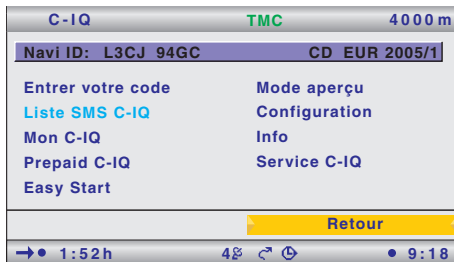 C-IQ TMC 4000 m
Navi ID: L3CJ 94GC CD EUR 2005/1
Entrer votre code Mode aperçu
Liste SMS C-IQ Configuration
Mon C-IQ Info
Prepaid C-IQ Service C-IQ
Easy Start
Retour
1:52h 4 9:18